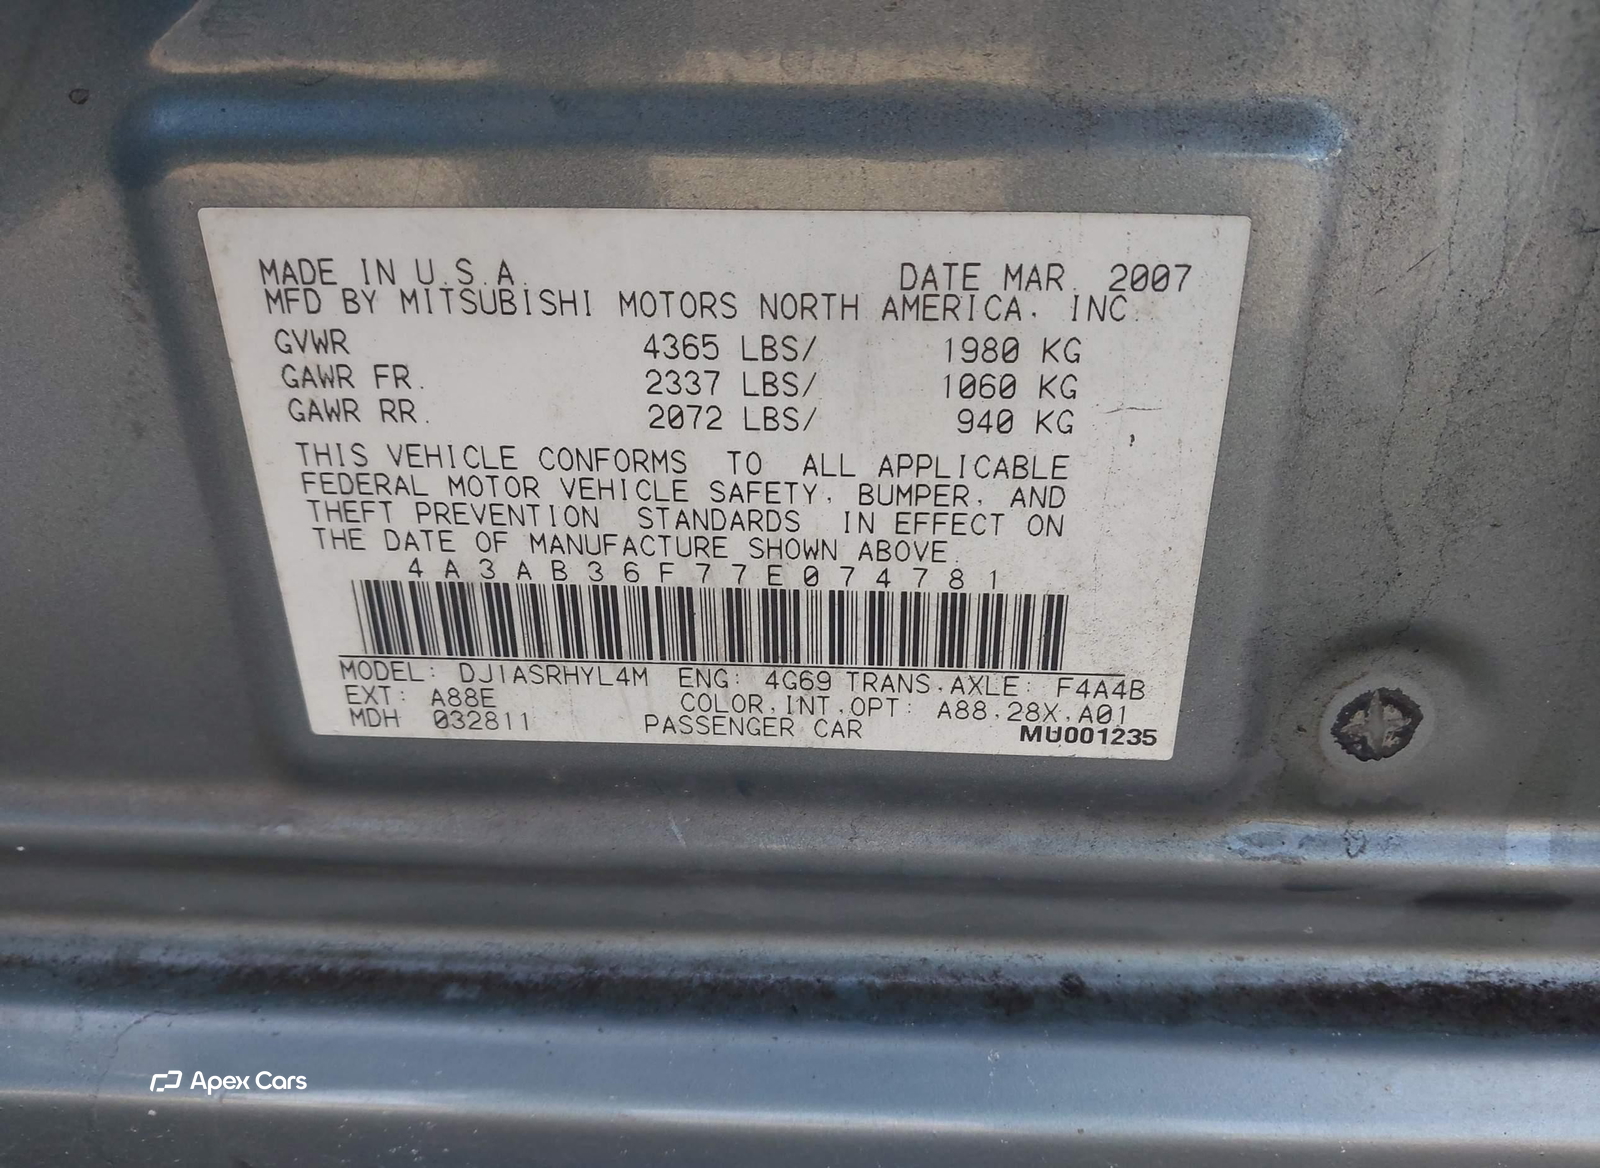 MADE IN U.S.A. DATE MAR. 2007
MFD BY MITSUBISHI MOTORS NORTH AMERICA, INC.
GVWR 4365 LBS/ 1980 KG
GAWR FR. 2337 LBS/ 1060 KG
GAWR RR. 2072 LBS/ 940 KG
THIS VEHICLE CONFORMS TO ALL APPLICABLE
FEDERAL MOTOR VEHICLE SAFETY, BUMPER, AND
THEFT PREVENTION STANDARDS IN EFFECT ON
THE DATE OF MANUFACTURE SHOWN ABOVE.
4A3AB36F77E074781
MODEL: DJ1ASRHYL4M ENG: 4G69 TRANS.AXLE: F4A4B
EXT: A88E COLOR.INT.OPT: A88.28X.A01
MDH 032811 PASSENGER CAR MU001235
Apex Cars